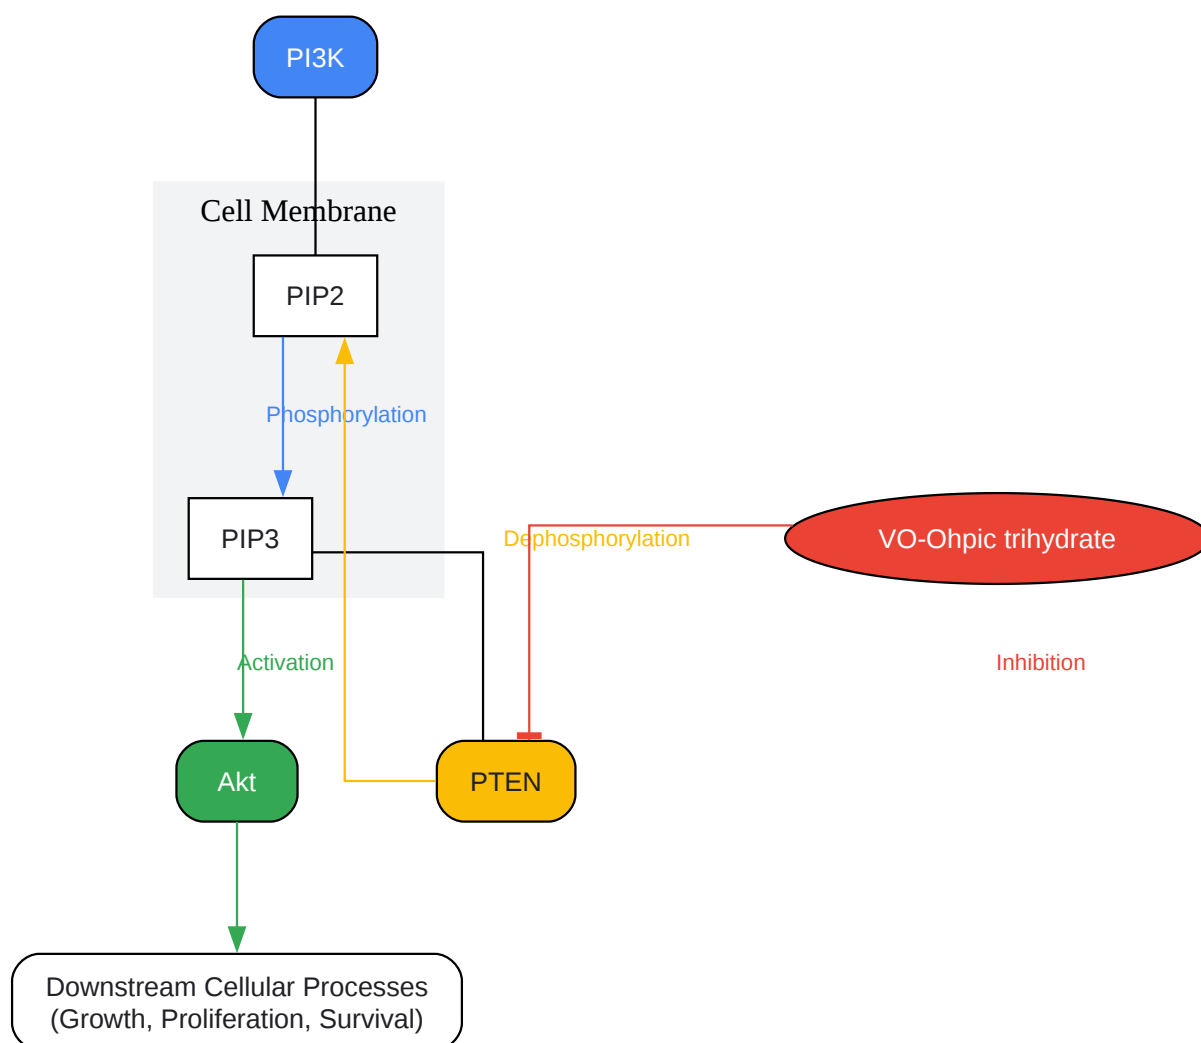 PI3K
Cell Membrane
PIP2
Phosphorylation
PIP3
Dephosphorylation
VO-Ohpic trihydrate
Activation
Inhibition
Akt
PTEN
Downstream Cellular Processes
(Growth, Proliferation, Survival)